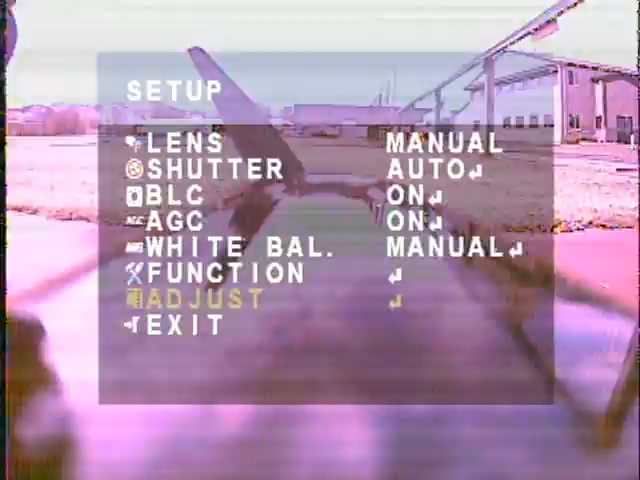 SETUP
LENS MANUAL
SHUTTER AUTO↲
BLC ON↲
AGC ON↲
WHITE BAL. MANUAL↲
FUNCTION ↲
ADJUST ↲
EXIT